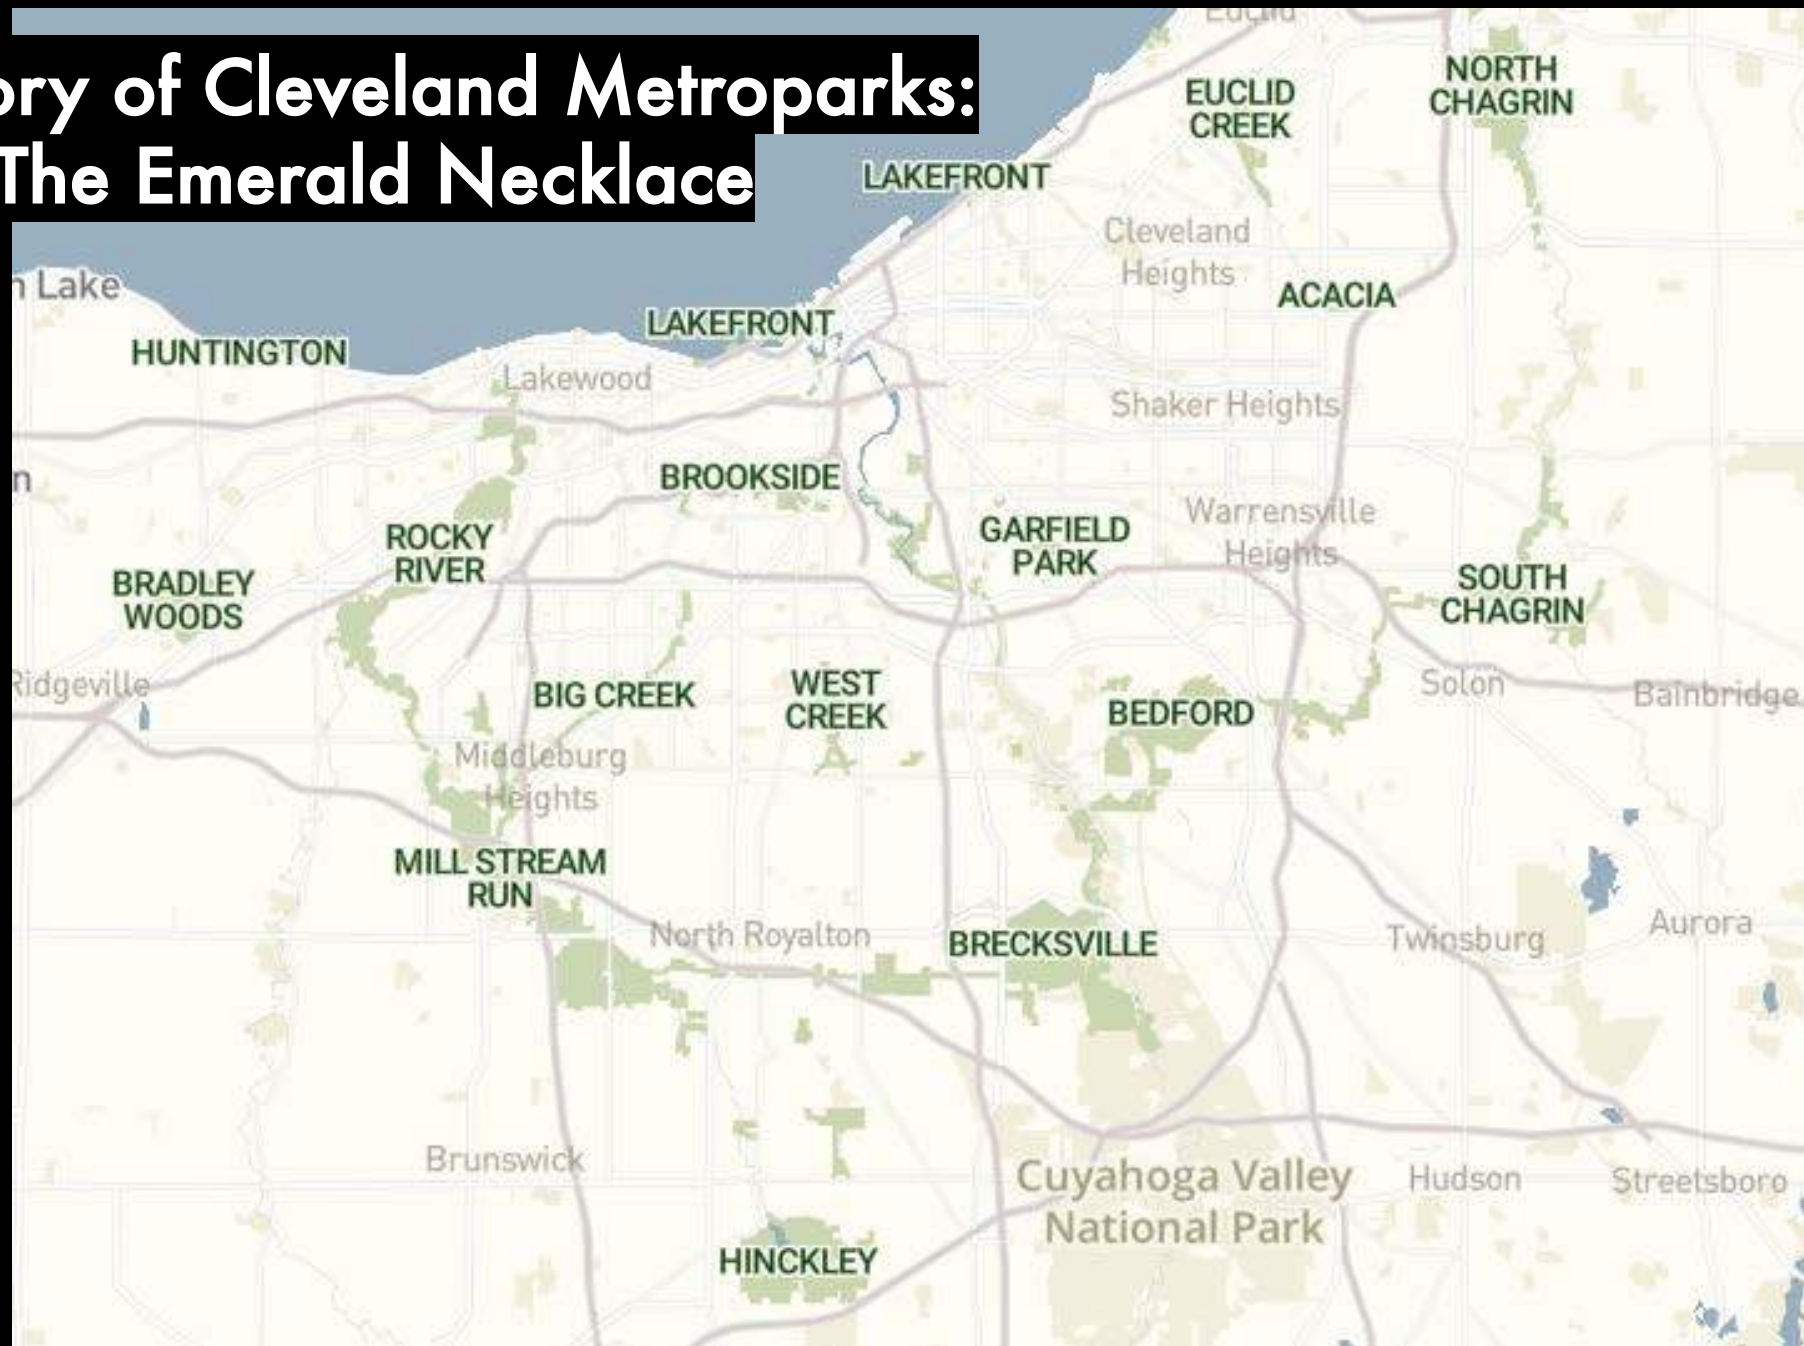 ory of Cleveland Metroparks:
The Emerald Necklace
Euclid
NORTH
CHAGRIN
EUCLID
CREEK
LAKEFRONT
Cleveland
Heights
n Lake
ACACIA
LAKEFRONT
HUNTINGTON
Lakewood
Shaker Heights
n
BROOKSIDE
Warrensville
Heights
ROCKY
RIVER
GARFIELD
PARK
BRADLEY
WOODS
SOUTH
CHAGRIN
Ridgeville
BIG CREEK
WEST
CREEK
BEDFORD
Solon
Bainbridge
Middleburg
Heights
MILL STREAM
RUN
North Royalton
BRECKSVILLE
Twinsburg
Aurora
Brunswick
Cuyahoga Valley
National Park
Hudson
Streetsboro
HINCKLEY